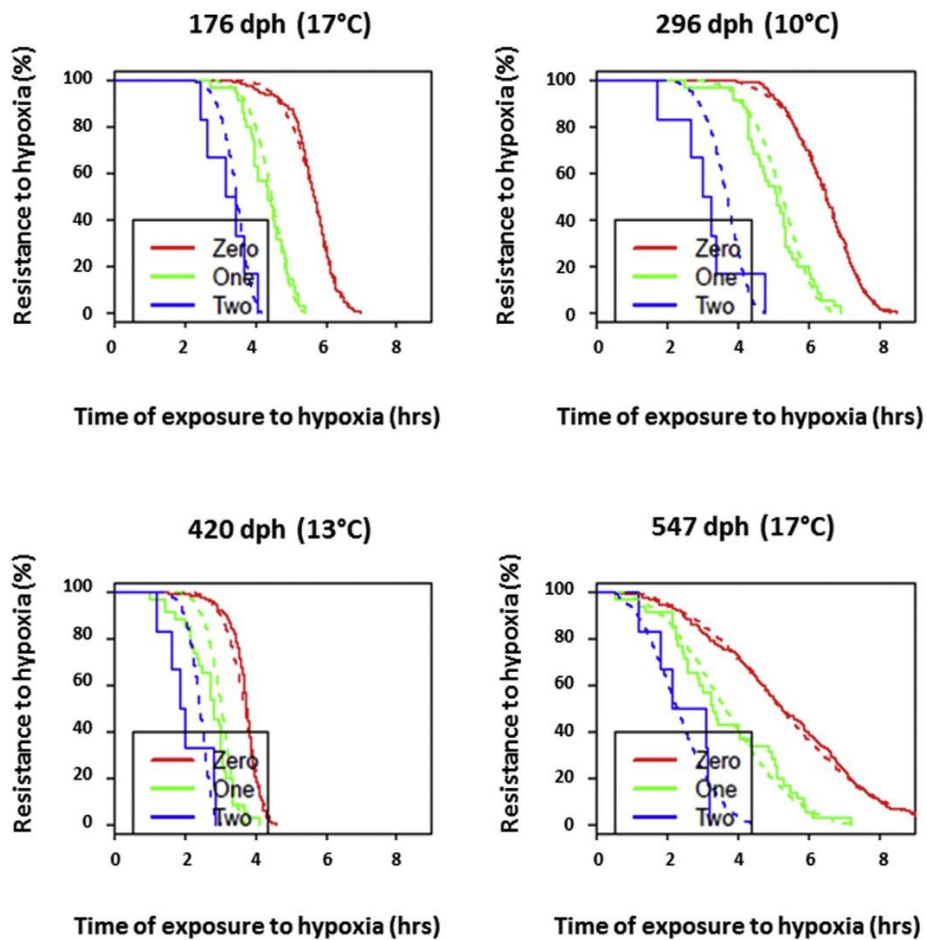 176 dph (17°C)
Resistance to hypoxia (%)
100
80
60
40
20
0
Zero
One
Two
0 2 4 6 8
Time of exposure to hypoxia (hrs)
296 dph (10°C)
Resistance to hypoxia (%)
100
80
60
40
20
0
Zero
One
Two
0 2 4 6 8
Time of exposure to hypoxia (hrs)
420 dph (13°C)
Resistance to hypoxia (%)
100
80
60
40
20
0
Zero
One
Two
0 2 4 6 8
Time of exposure to hypoxia (hrs)
547 dph (17°C)
Resistance to hypoxia (%)
100
80
60
40
20
0
Zero
One
Two
0 2 4 6 8
Time of exposure to hypoxia (hrs)